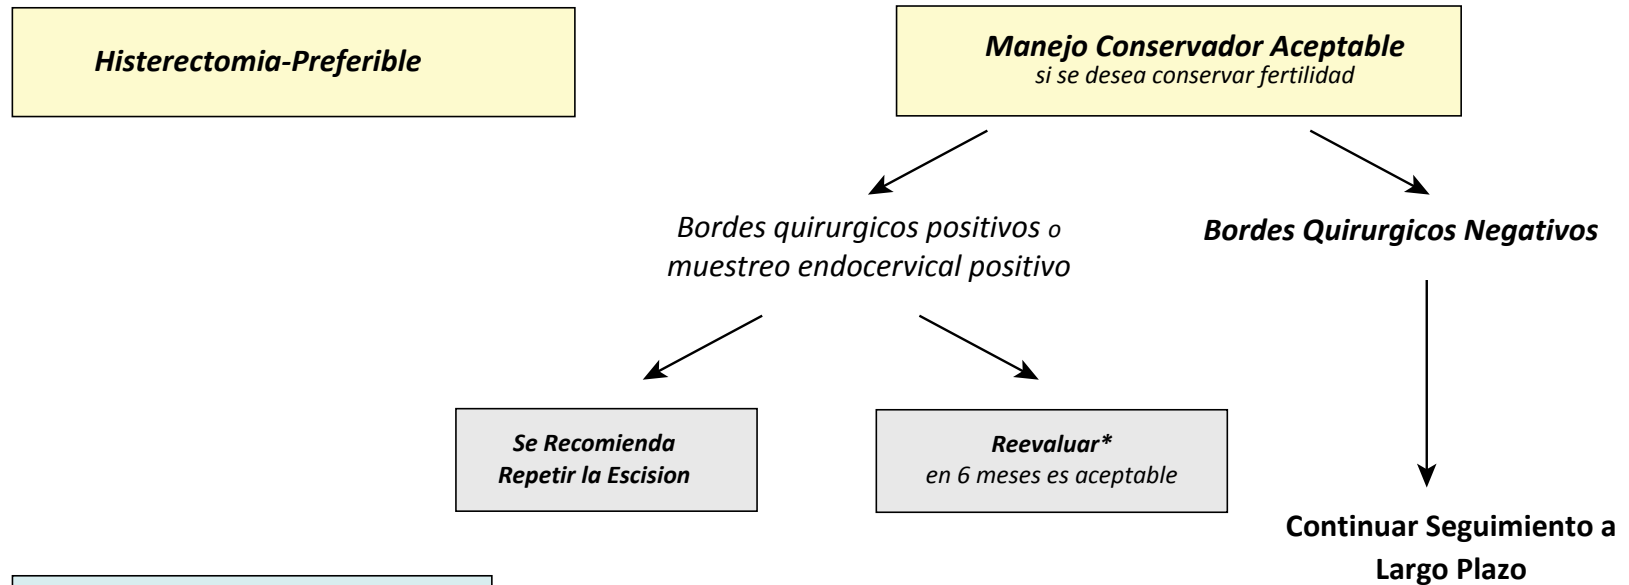 Histerectomia-Preferible
Manejo Conservador Aceptable
si se desea conservar fertilidad
Bordes quirurgicos positivos o
muestreo endocervical positivo
Bordes Quirurgicos Negativos
Se Recomienda
Repetir la Escision
Reevaluar*
en 6 meses es aceptable
Continuar Seguimiento a
Largo Plazo